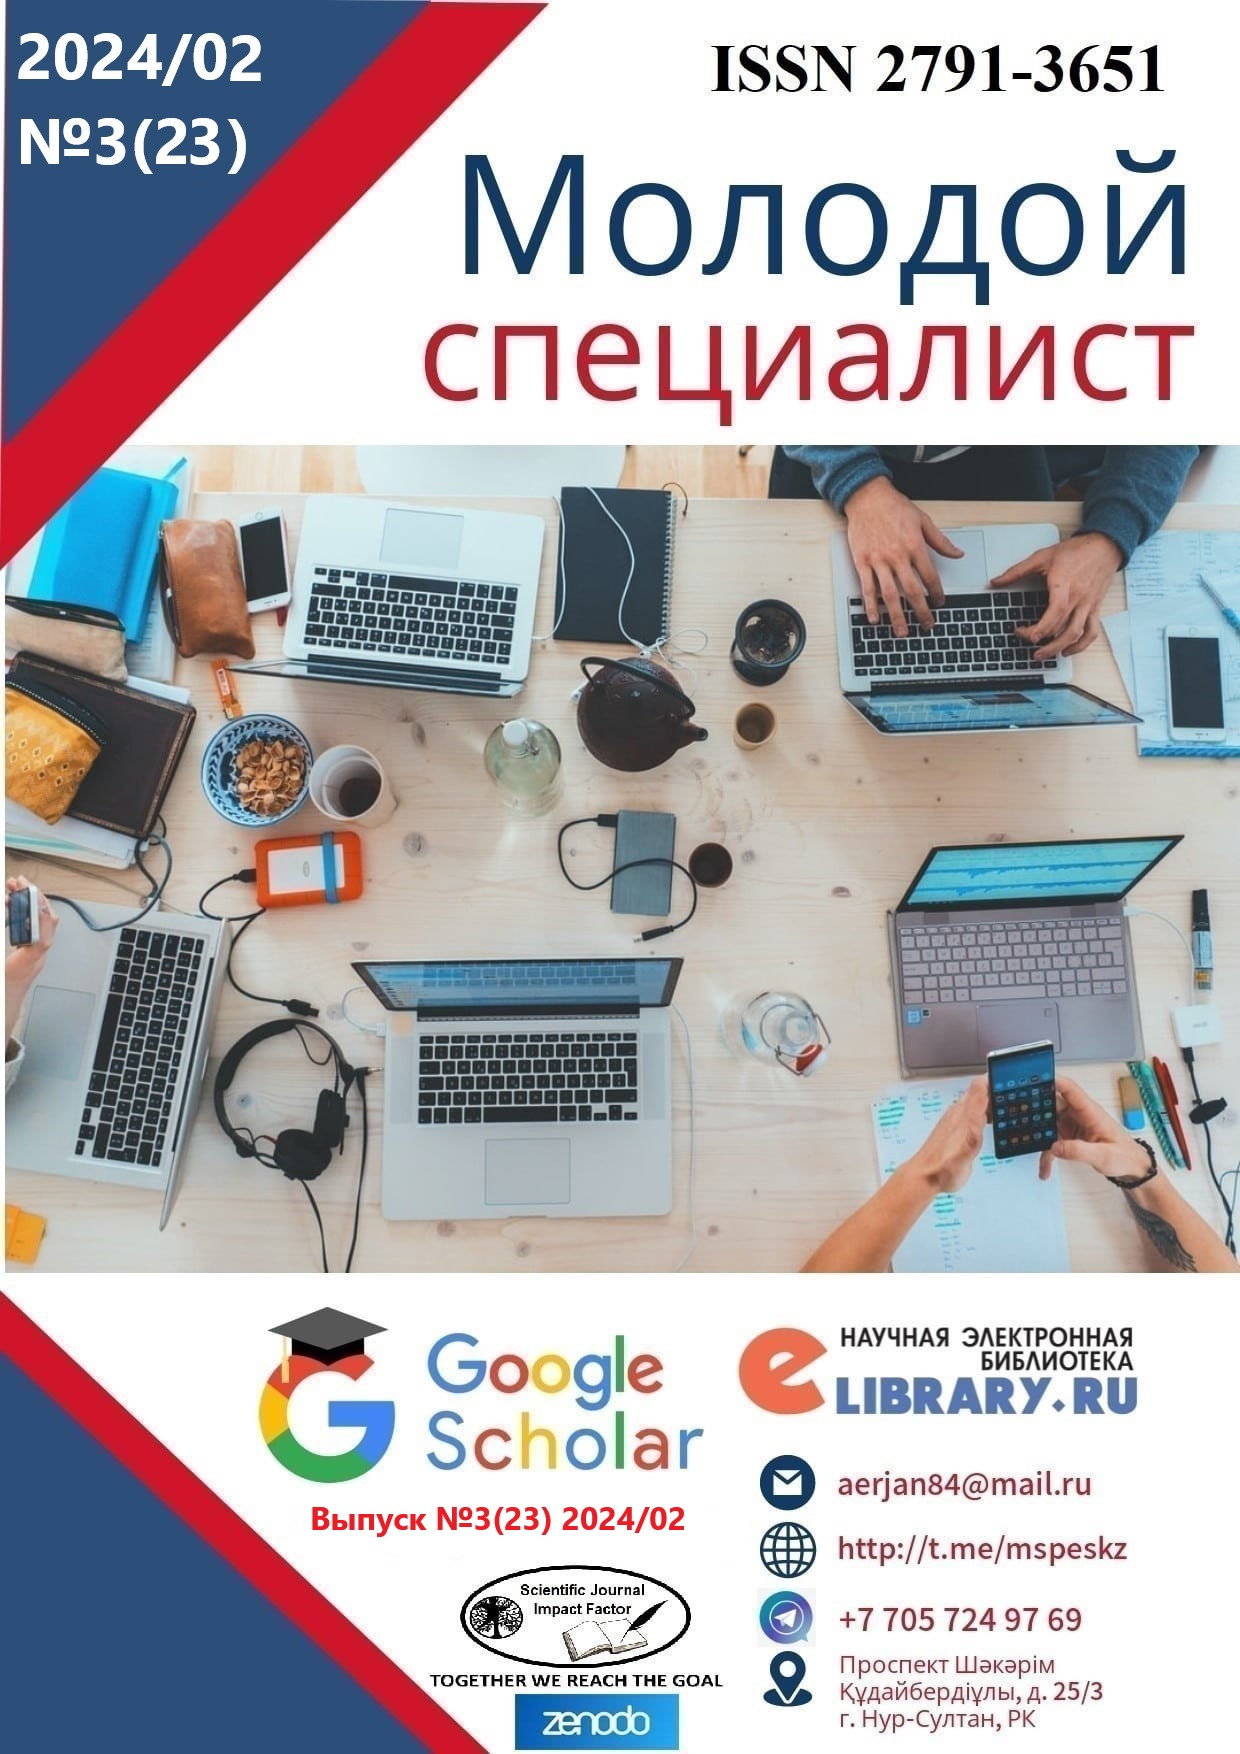 2024/02
№3(23)
ISSN 2791-3651
Молодой
специалист
Google
Scholar
Выпуск №3(23) 2024/02
Scientific Journal
Impact Factor
TOGETHER WE REACH THE GOAL
zenodo
НАУЧНАЯ ЭЛЕКТРОННАЯ
БИБЛИОТЕКА
eLIBRARY.RU
aerjan84@mail.ru
http://t.me/mspeskz
+7 705 724 97 69
Проспект Шәкәрім
Құдайбердіұлы, д. 25/3
г. Нур-Султан, РК